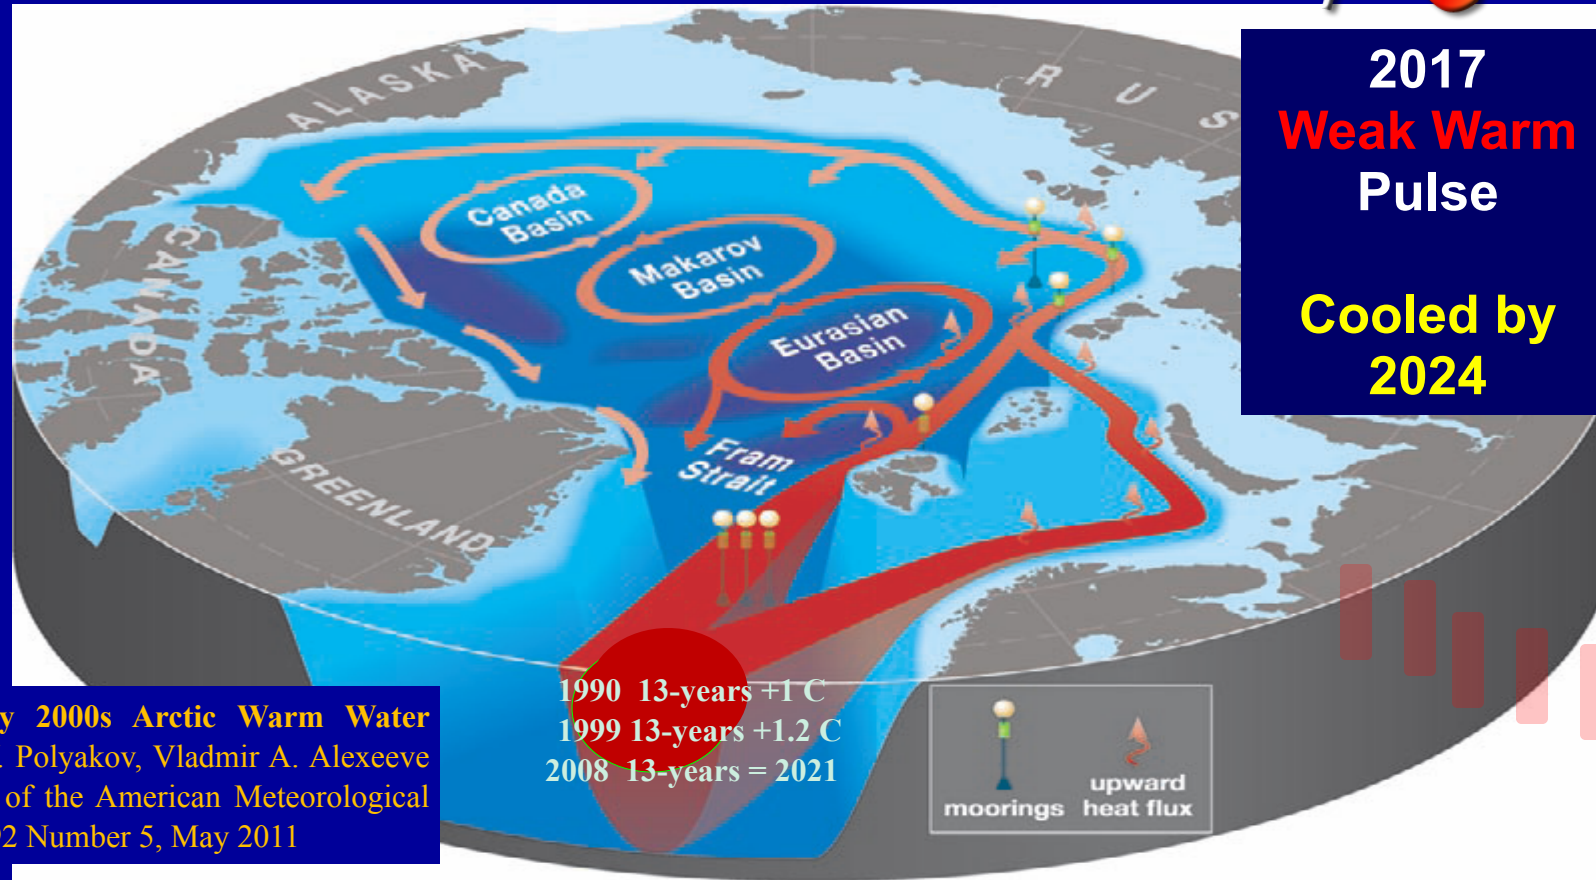 2017
Weak Warm
Pulse
Cooled by
2024
ALASKA
RUS
CANADA
GREENLAND
Canada
Basin
Makarov
Basin
Eurasian
Basin
Fram
Strait
1990 13-years +1 C
1999 13-years +1.2 C
2008 13-years = 2021
moorings
upward
heat flux
y 2000s Arctic Warm Water
. Polyakov, Vladmir A. Alexeeve
of the American Meteorological
2 Number 5, May 2011